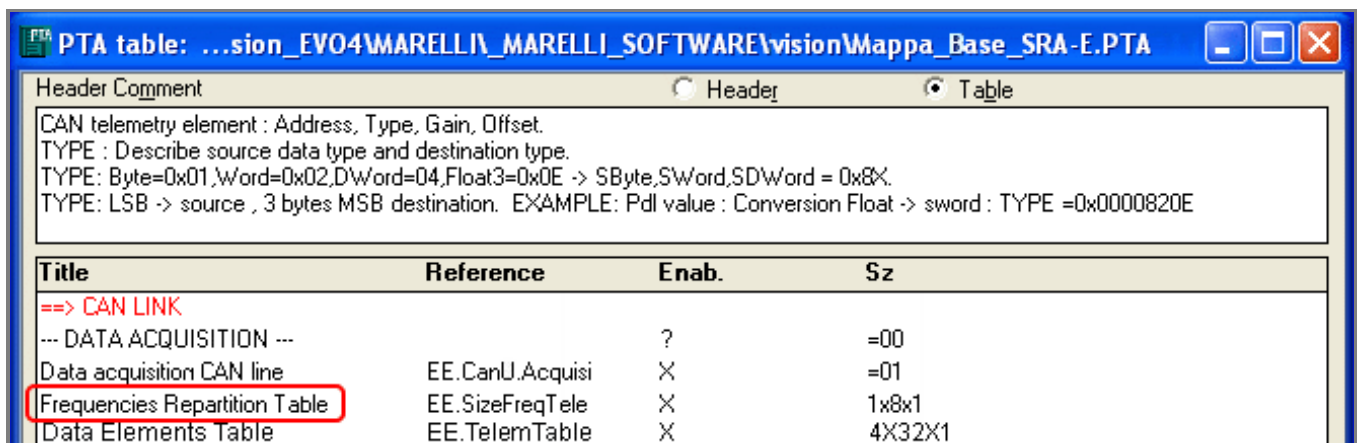 PTA table: ...sion_EVO4\MARELLI\_MARELLI_SOFTWARE\vision\Mappa_Base_SRA-E.PTA
Header Comment Header Table
CAN telemetry element : Address, Type, Gain, Offset.
TYPE : Describe source data type and destination type.
TYPE: Byte=0x01,Word=0x02,DWord=04,Float3=0x0E -> SByte,SWord,SDWord = 0x8X.
TYPE: LSB -> source , 3 bytes MSB destination. EXAMPLE: Pdl value : Conversion Float -> sword : TYPE =0x0000820E
Title Reference Enab. Sz
==> CAN LINK
--- DATA ACQUISITION --- ? =00
Data acquisition CAN line EE.CanU.Acquisi X =01
Frequencies Repartition Table EE.SizeFreqTele X 1x8x1
Data Elements Table EE.TelemTable X 4X32X1